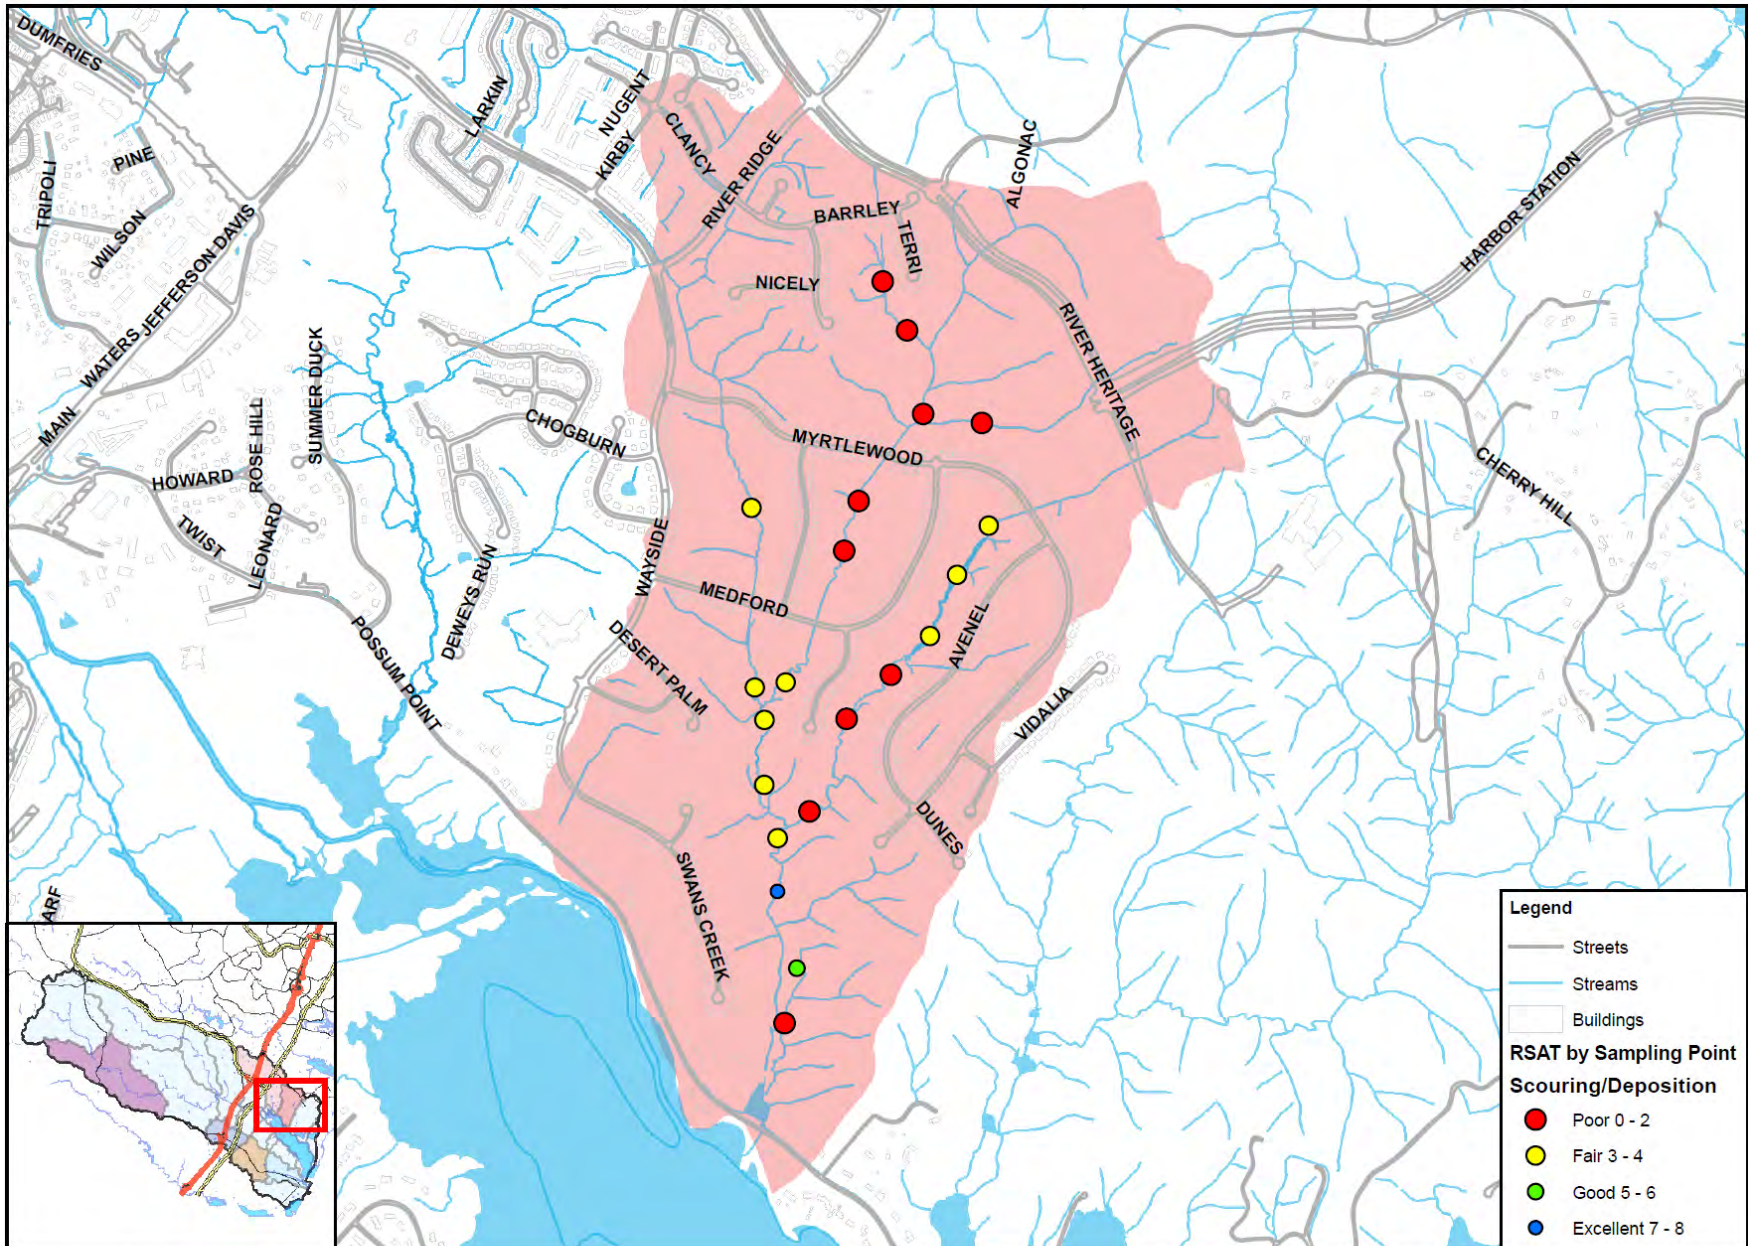 DUMFRIES
LARKIN
NUGENT
KIRBY
CLANCY
RIVER RIDGE
ALGONAC
PINE
TRIPOLI
WILSON
BARRLEY
TERRI
NICELY
HARBOR STATION
JEFFERSON DAVIS
WATERS
MAIN
SUMMER DUCK
RIVER HERITAGE
ROSE HILL
HOWARD
CHOGBURN
MYRTLEWOOD
CHERRY HILL
TWIST
LEONARD
DEWEYS RUN
WAYSIDE
MEDFORD
POSSUM POINT
DESERT PALM
AVENEL
VIDALIA
DUNES
SWANS CREEK
ARF
Legend
Streets
Streams
Buildings
RSAT by Sampling Point
Scouring/Deposition
Poor 0 - 2
Fair 3 - 4
Good 5 - 6
Excellent 7 - 8